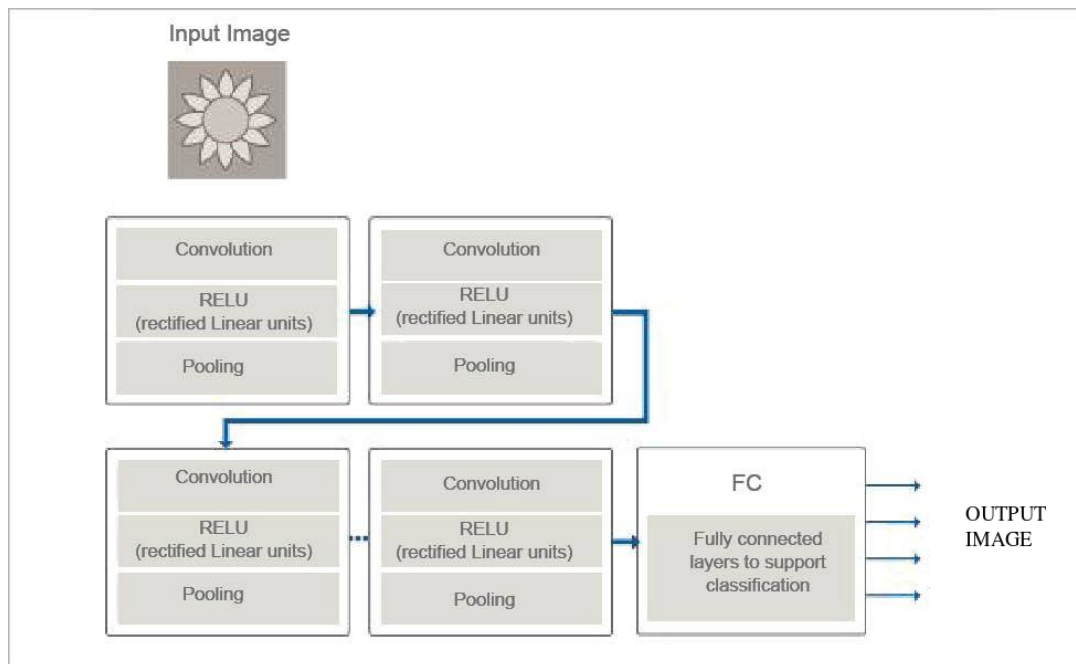 Input Image
Convolution
RELU
(rectified Linear units)
Pooling
Convolution
RELU
(rectified Linear units)
Pooling
Convolution
RELU
(rectified Linear units)
Pooling
Convolution
RELU
(rectified Linear units)
Pooling
FC
Fully connected
layers to support
classification
OUTPUT
IMAGE